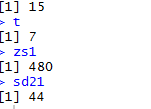 [1] 15
> t
[1] 7
> zs1
[1] 480
> sd21
[1] 44